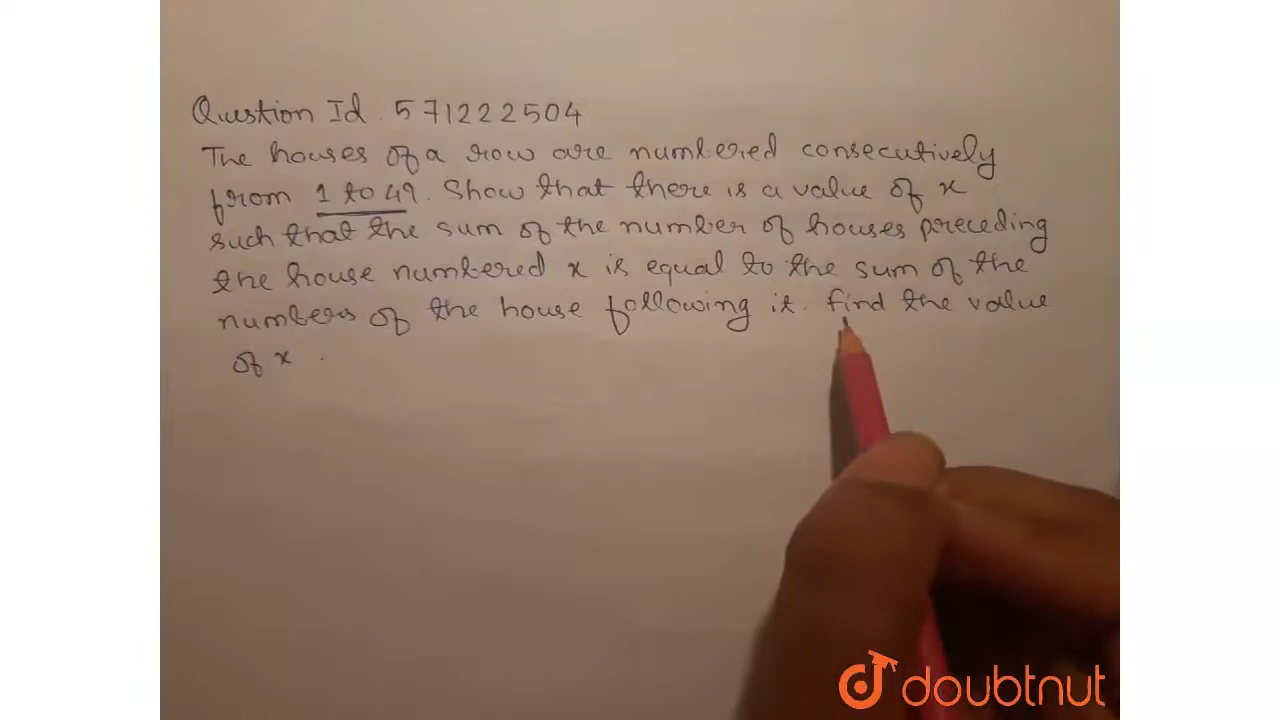 Question Id : 571222504
The houses of a row are numbered consecutively
from 1 to 49. Show that there is a value of x
such that the sum of the number of houses preceding
the house numbered x is equal to the sum of the
numbers of the house following it. find the value
of x .
doubtnut